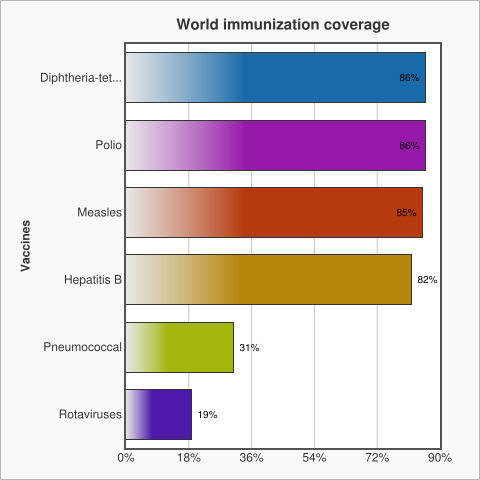 World immunization coverage
Vaccines
Diphtheria-tet...
86%
Polio
86%
Measles
85%
Hepatitis B
82%
Pneumococcal
31%
Rotaviruses
19%
0%
18%
36%
54%
72%
90%